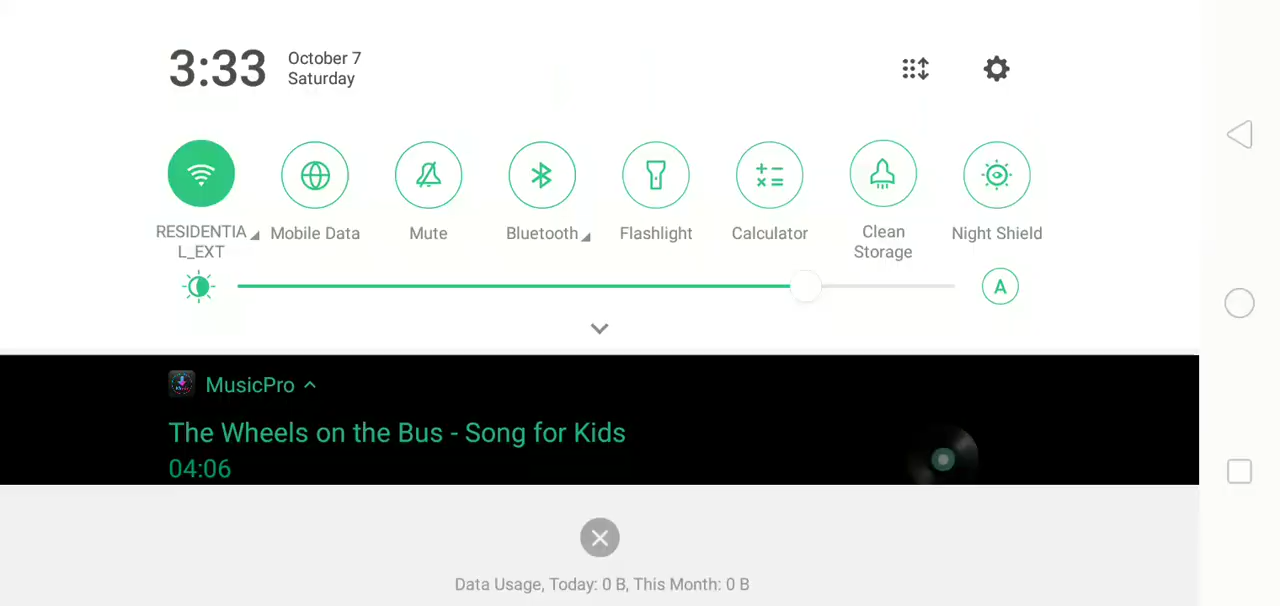 3:33
October 7
Saturday
RESIDENTIA
L_EXT
Mobile Data
Mute
Bluetooth
Flashlight
Calculator
Clean
Storage
Night Shield
A
MusicPro
The Wheels on the Bus - Song for Kids
04:06
Data Usage, Today: 0 B, This Month: 0 B